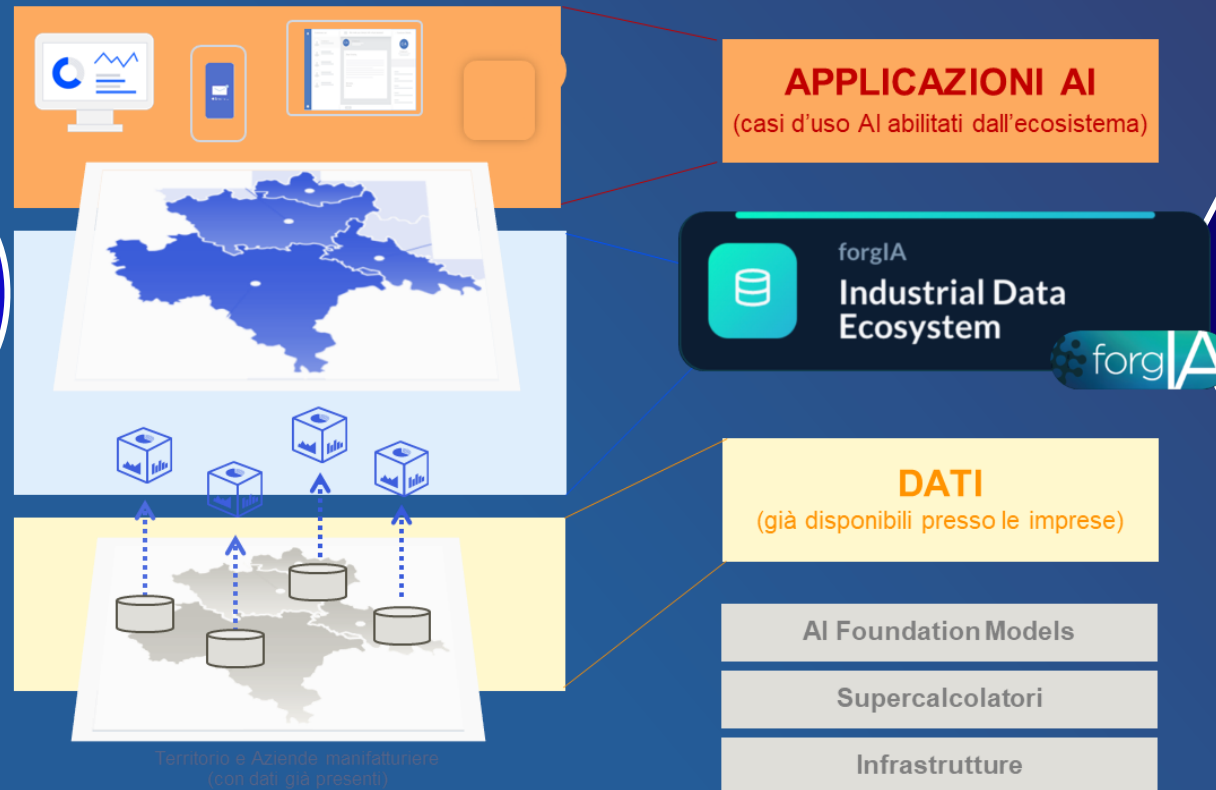 APPLICAZIONI AI
(casi d'uso AI abilitati dall'ecosistema)
forgIA
Industrial Data
Ecosystem
forgIA
DATI
(già disponibili presso le imprese)
AI Foundation Models
Supercalcolatori
Infrastrutture
Territorio e Aziende manifatturiere
(con dati già presenti)